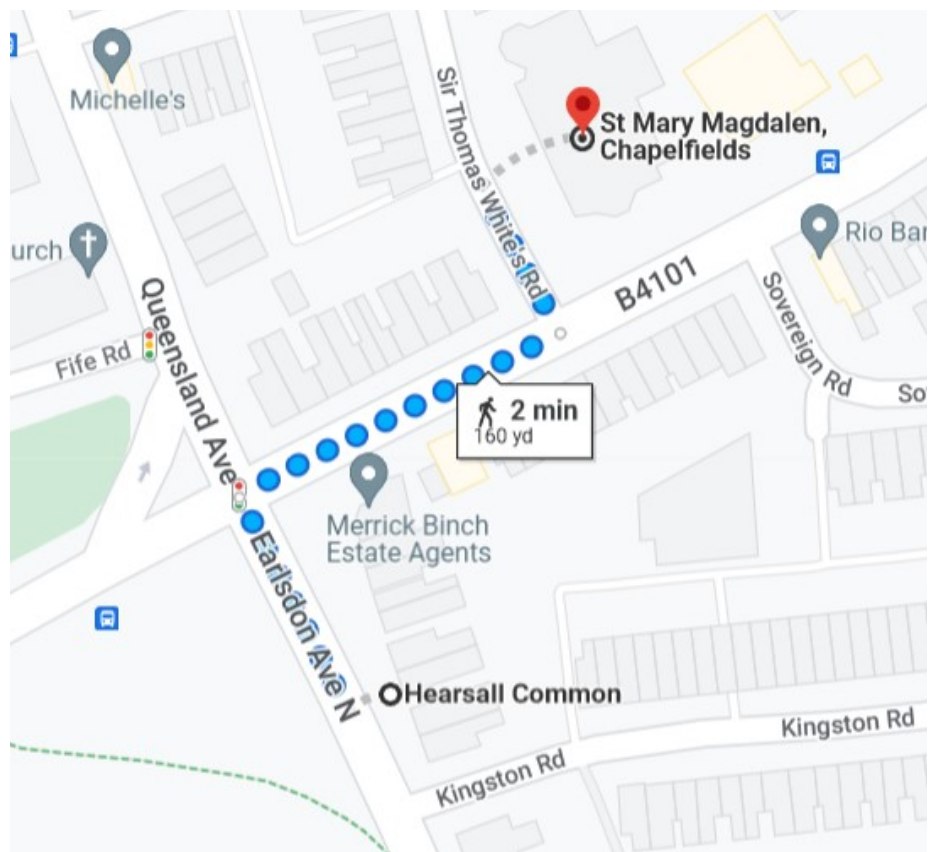 Michelle's
Sir Thomas White's Rd
St Mary Magdalen,
Chapelfields
urch
Rio Bar
B4101
Queensland Ave
Sovereign Rd
Fife Rd
So
2 min
160 yd
Merrick Binch
Estate Agents
Earlsdon Ave N
Hearsall Common
Kingston Rd
Kingston Rd